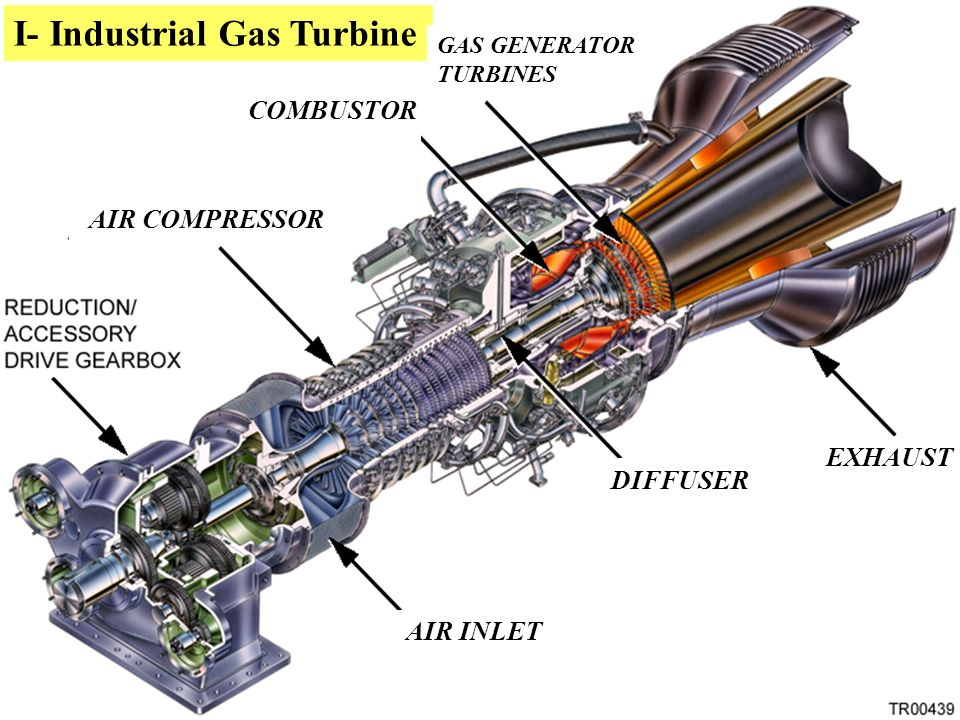 I- Industrial Gas Turbine
GAS GENERATOR
TURBINES
COMBUSTOR
AIR COMPRESSOR
REDUCTION/
ACCESSORY
DRIVE GEARBOX
EXHAUST
DIFFUSER
AIR INLET
TR00439